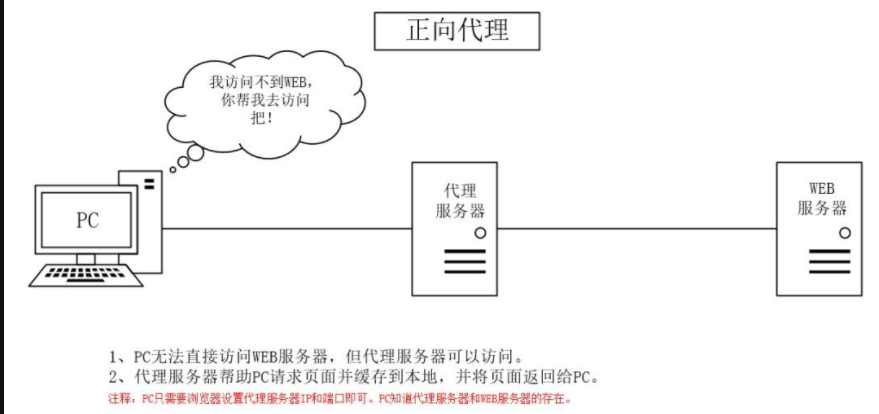 正向代理
我访问不到WEB，
你帮我去访问
把！
PC
代理
服务器
WEB
服务器
1、PC无法直接访问WEB服务器，但代理服务器可以访问。
2、代理服务器帮助PC请求页面并缓存到本地，并将页面返回给PC。
注释：PC只需要浏览器设置代理服务器IP和端口即可。PC知道代理服务器和WEB服务器的存在。